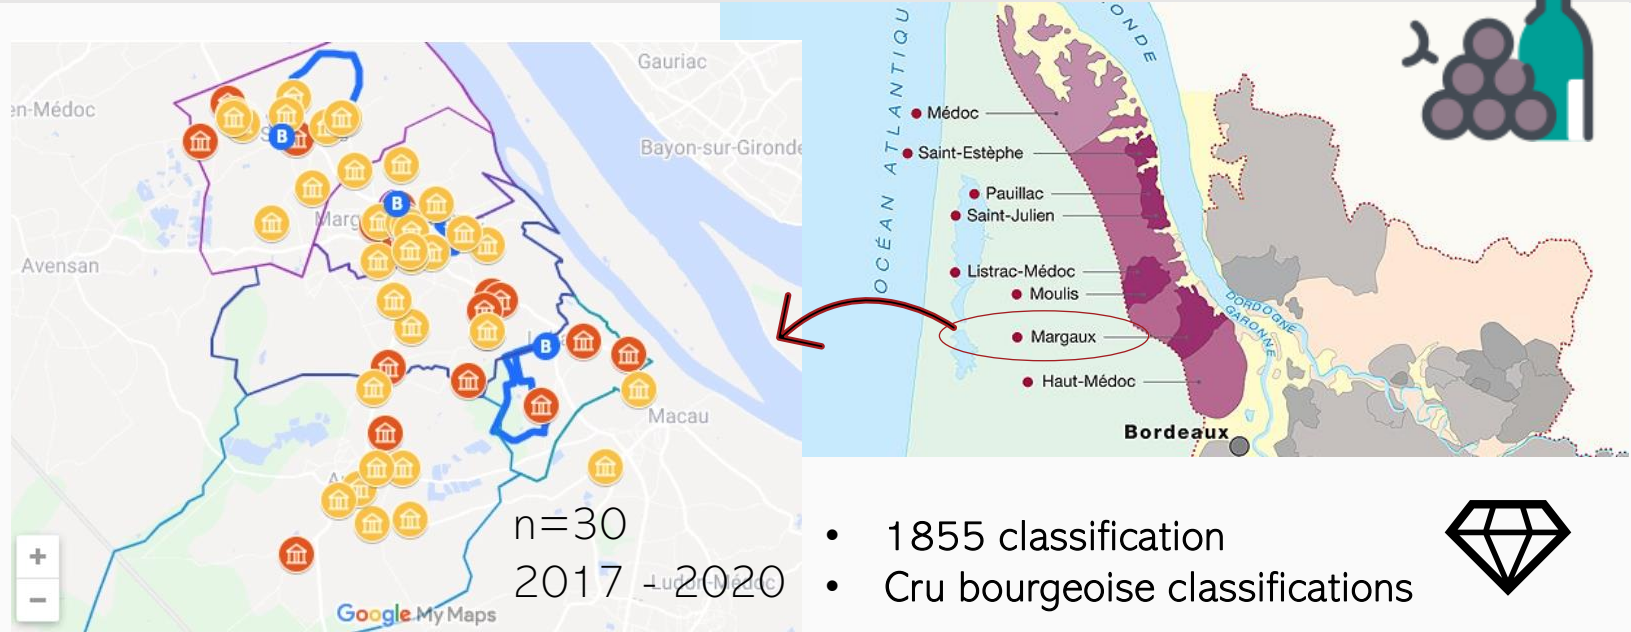 Gauriac
en-Médoc
Bayon-sur-Gironde
B
B
Marg
Avensan
B
Macau
n=30
2017 - 2020
Ludon-Médoc
+
−
Google My Maps
OCÉAN ATLANTIQU
ONDE
Médoc
Saint-Estèphe
Pauillac
Saint-Julien
Listrac-Médoc
Moulis
Margaux
Haut-Médoc
DORDOGNE
GARONNE
Bordeaux
• 1855 classification
• Cru bourgeoise classifications